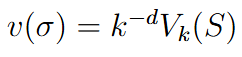 v(σ) = k^{-d}V_k(S)